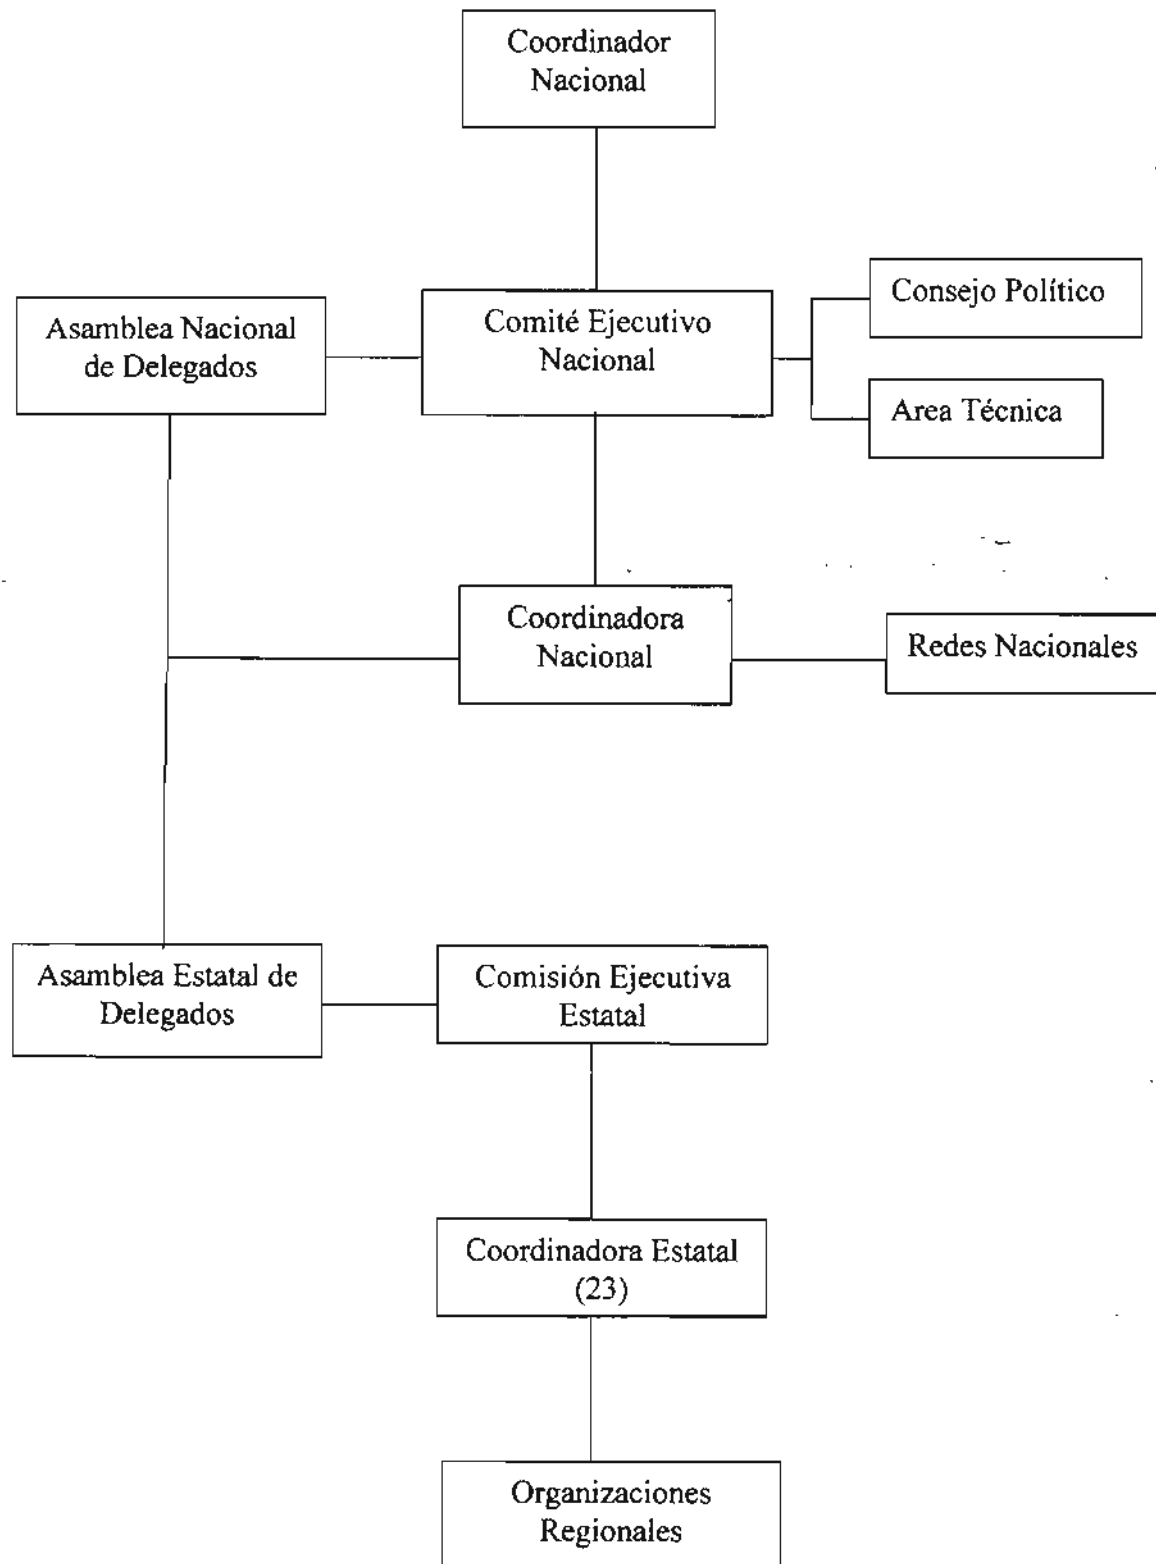 Coordinador
Nacional
Consejo Político
Asamblea Nacional
de Delegados
Comité Ejecutivo
Nacional
Area Técnica
Coordinadora
Nacional
Redes Nacionales
Asamblea Estatal de
Delegados
Comisión Ejecutiva
Estatal
Coordinadora Estatal
(23)
Organizaciones
Regionales